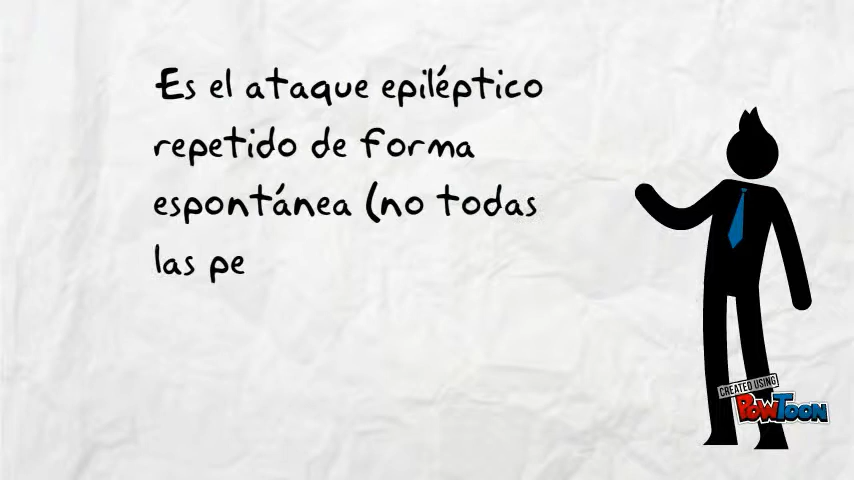 Es el ataque epiléptico
repetido de forma
espontánea (no todas
las pe
CREATED USING
POWTOON